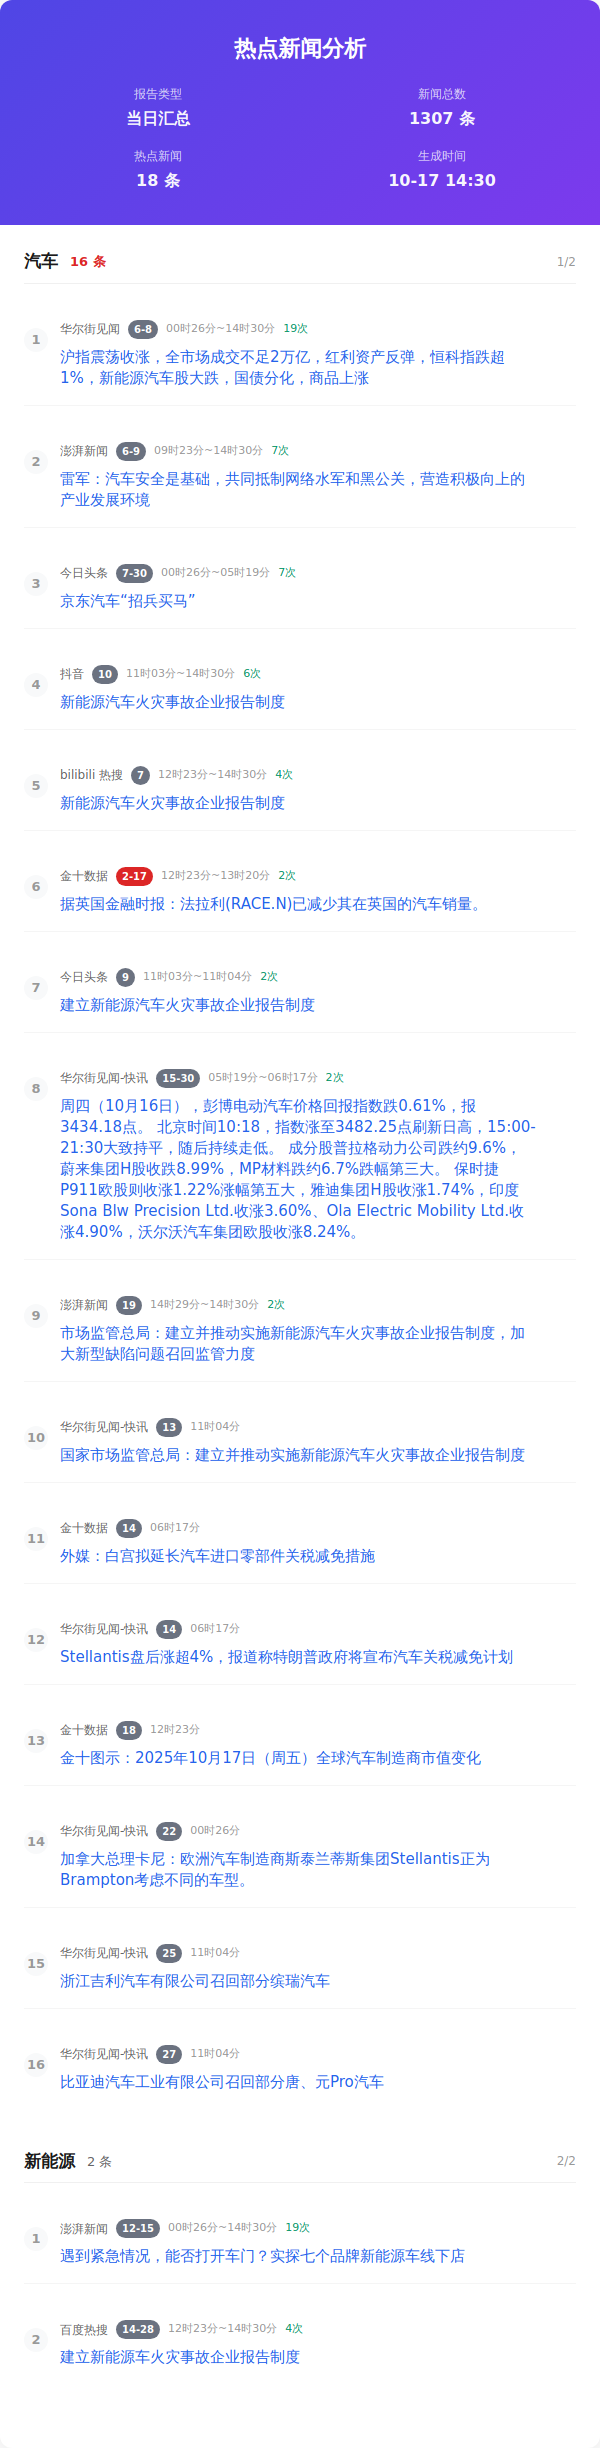 热点新闻分析
报告类型
当日汇总
新闻总数
1307 条
热点新闻
18 条
生成时间
10-17 14:30
汽车 16 条 1/2
1 华尔街见闻 6-8 00时26分~14时30分 19次
沪指震荡收涨，全市场成交不足2万亿，红利资产反弹，恒科指跌超
1%，新能源汽车股大跌，国债分化，商品上涨
2 澎湃新闻 6-9 09时23分~14时30分 7次
雷军：汽车安全是基础，共同抵制网络水军和黑公关，营造积极向上的
产业发展环境
3 今日头条 7-30 00时26分~05时19分 7次
京东汽车“招兵买马”
4 抖音 10 11时03分~14时30分 6次
新能源汽车火灾事故企业报告制度
5 bilibili 热搜 7 12时23分~14时30分 4次
新能源汽车火灾事故企业报告制度
6 金十数据 2-17 12时23分~13时20分 2次
据英国金融时报：法拉利(RACE.N)已减少其在英国的汽车销量。
7 今日头条 9 11时03分~11时04分 2次
建立新能源汽车火灾事故企业报告制度
8 华尔街见闻-快讯 15-30 05时19分~06时17分 2次
周四（10月16日），彭博电动汽车价格回报指数跌0.61%，报
3434.18点。 北京时间10:18，指数涨至3482.25点刷新日高，15:00-
21:30大致持平，随后持续走低。 成分股普拉格动力公司跌约9.6%，
蔚来集团H股收跌8.99%，MP材料跌约6.7%跌幅第三大。 保时捷
P911欧股则收涨1.22%涨幅第五大，雅迪集团H股收涨1.74%，印度
Sona Blw Precision Ltd.收涨3.60%、Ola Electric Mobility Ltd.收
涨4.90%，沃尔沃汽车集团欧股收涨8.24%。
9 澎湃新闻 19 14时29分~14时30分 2次
市场监管总局：建立并推动实施新能源汽车火灾事故企业报告制度，加
大新型缺陷问题召回监管力度
10 华尔街见闻-快讯 13 11时04分
国家市场监管总局：建立并推动实施新能源汽车火灾事故企业报告制度
11 金十数据 14 06时17分
外媒：白宫拟延长汽车进口零部件关税减免措施
12 华尔街见闻-快讯 14 06时17分
Stellantis盘后涨超4%，报道称特朗普政府将宣布汽车关税减免计划
13 金十数据 18 12时23分
金十图示：2025年10月17日（周五）全球汽车制造商市值变化
14 华尔街见闻-快讯 22 00时26分
加拿大总理卡尼：欧洲汽车制造商斯泰兰蒂斯集团Stellantis正为
Brampton考虑不同的车型。
15 华尔街见闻-快讯 25 11时04分
浙江吉利汽车有限公司召回部分缤瑞汽车
16 华尔街见闻-快讯 27 11时04分
比亚迪汽车工业有限公司召回部分唐、元Pro汽车
新能源 2 条 2/2
1 澎湃新闻 12-15 00时26分~14时30分 19次
遇到紧急情况，能否打开车门？实探七个品牌新能源车线下店
2 百度热搜 14-28 12时23分~14时30分 4次
建立新能源车火灾事故企业报告制度